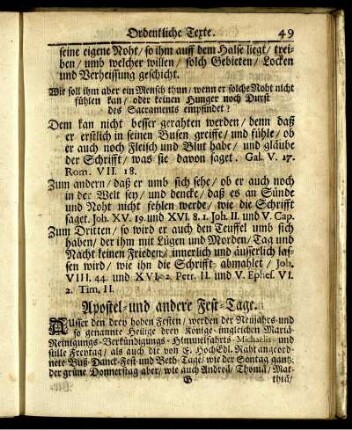 Ordentliche Texte. 49
seine eigene Noht/ so ihm auff dem Halse liegt/ trei-
ben/ umb welcher willen/ solch Gebieten/ Locken
und Verheissung geschicht.
Wie soll ihm aber ein Mensch thun/ wenn er solche Noht nicht
fühlen kan/ oder keinen Hunger noch Durst
des Sacraments empfindet?
Dem kan nicht besser gerahten werden/ denn daß
er erstlich in seinen Busen greiffe/ und fühle/ ob
er auch noch Fleisch und Blut habe/ und gläube
der Schrifft/ was sie davon saget. Gal. V. 17.
Rom. VII. 18.
Zum andern/ daß er umb sich sehe/ ob er auch noch
in der Welt sey/ und dencke/ daß es an Sünde
und Noht nicht fehlen werde/ wie die Schrifft
saget. Joh. XV. 19 und XVI. 8. 1. Joh. II. und V. Cap.
Zum Dritten/ so wird er auch den Teuffel umb sich
haben/ der ihm mit Lügen und Morden/ Tag und
Nacht keinen Frieden/ innerlich und äuserlich las-
sen wird/ wie ihn die Schrifft abmahlet/ Joh.
VIII. 44. und XVI. 2. Petr. II. und V. Ephes. VI.
2. Tim. II.
Apostel- und andere Fest-Tage.
Ausser den drey hohen Festen/ werden der Neujahrs- und
so genannte Heilige drey Könige- imgleichen Mariä
Reinigungs- Verkündigungs- Himmelfahrts- Michaelis- und
stille Freytag/ als auch die von E. HochEdl. Raht angeord-
nete Buß- Danck- Fest und Beth-Tage/ wie der Sontag gantz;
der grüne Donnerstag aber/ wie auch Andreä/ Thomä/ Mat-
G thiä/